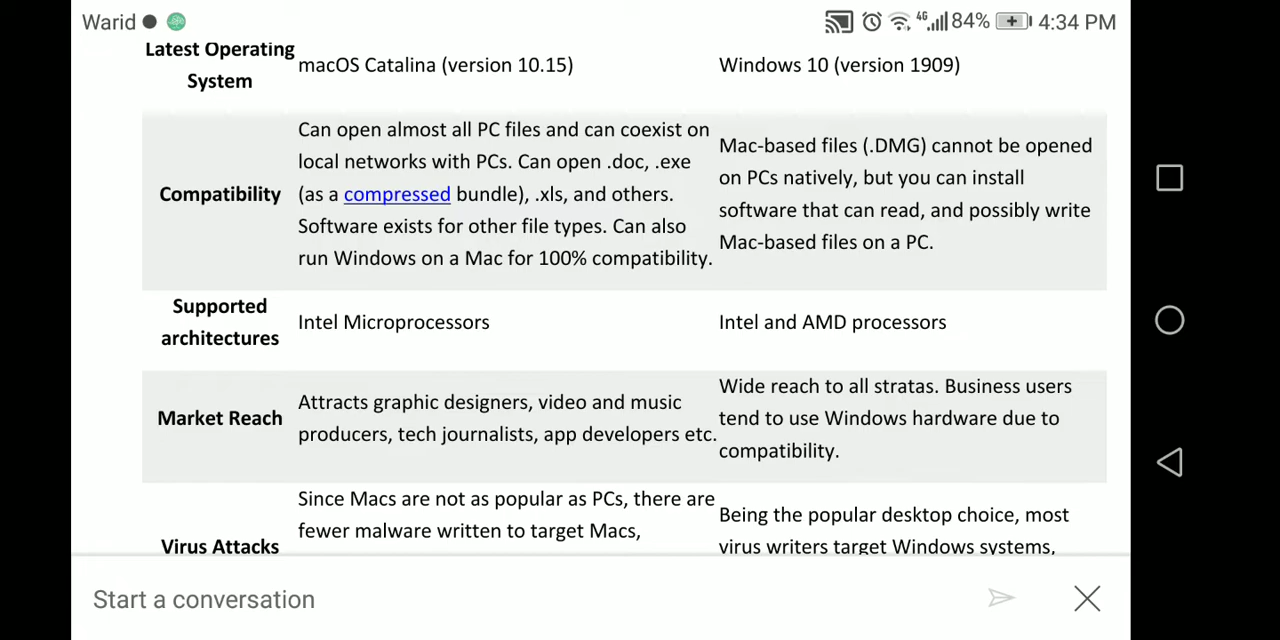 Warid 4G 84% 4:34 PM
Latest Operating
System
macOS Catalina (version 10.15)
Windows 10 (version 1909)
Compatibility
Can open almost all PC files and can coexist on
local networks with PCs. Can open .doc, .exe
(as a compressed bundle), .xls, and others.
Software exists for other file types. Can also
run Windows on a Mac for 100% compatibility.
Mac-based files (.DMG) cannot be opened
on PCs natively, but you can install
software that can read, and possibly write
Mac-based files on a PC.
Supported
architectures
Intel Microprocessors
Intel and AMD processors
Market Reach
Attracts graphic designers, video and music
producers, tech journalists, app developers etc.
Wide reach to all stratas. Business users
tend to use Windows hardware due to
compatibility.
Virus Attacks
Since Macs are not as popular as PCs, there are
fewer malware written to target Macs,
Being the popular desktop choice, most
virus writers target Windows systems,
Start a conversation